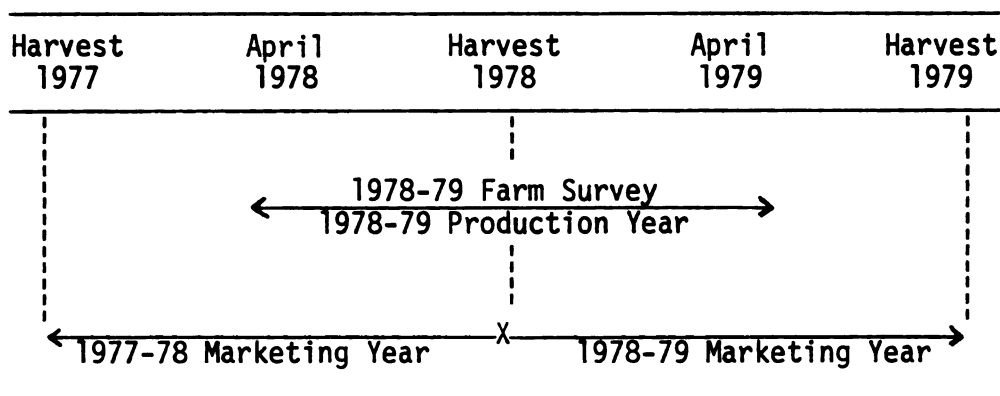 Harvest April Harvest April Harvest
1977 1978 1978 1979 1979
1978-79 Farm Survey
1978-79 Production Year
X
1977-78 Marketing Year 1978-79 Marketing Year